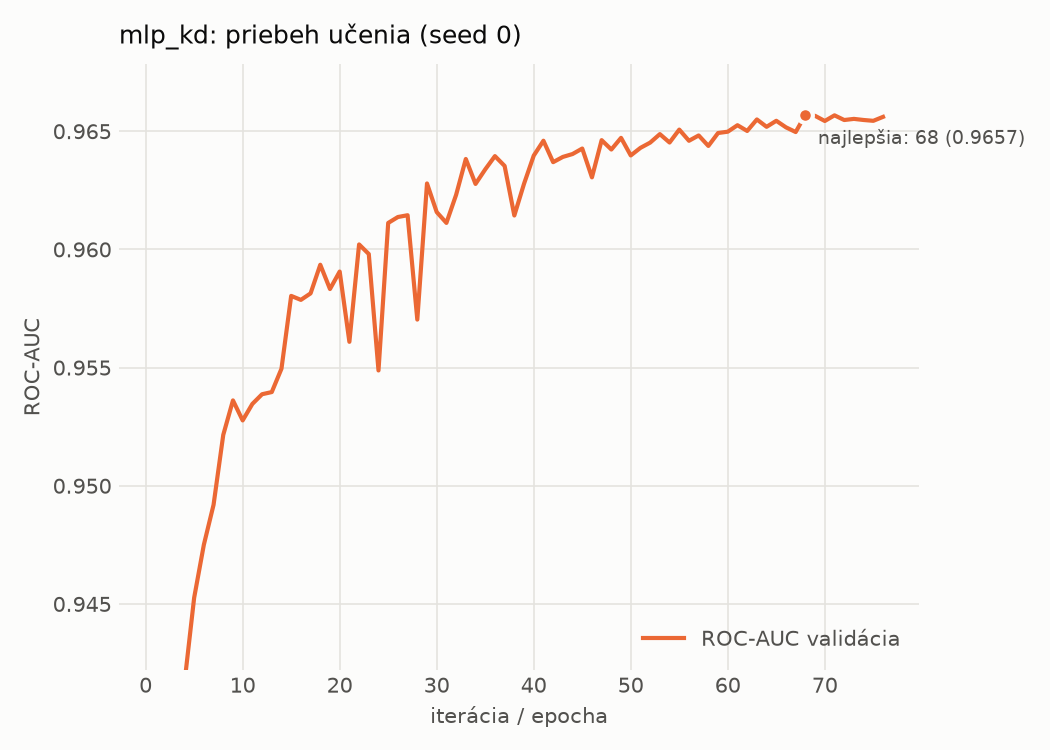 mlp_kd: priebeh učenia (seed 0)
ROC-AUC
0.965
0.960
0.955
0.950
0.945
najlepšia: 68 (0.9657)
ROC-AUC validácia
0 10 20 30 40 50 60 70
iterácia / epocha